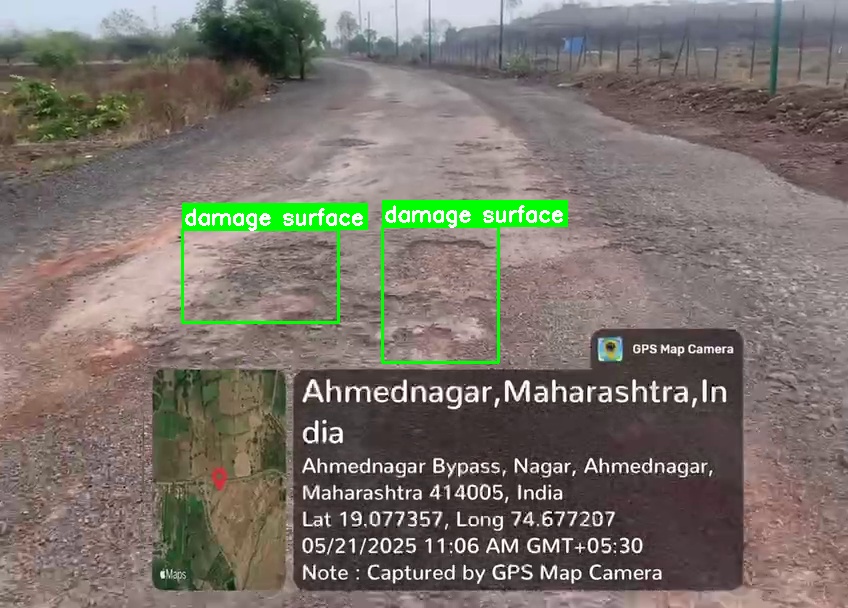 damage surface
damage surface
GPS Map Camera
Ahmednagar,Maharashtra,In
dia
Ahmednagar Bypass, Nagar, Ahmednagar,
Maharashtra 414005, India
Lat 19.077357, Long 74.677207
05/21/2025 11:06 AM GMT+05:30
Note : Captured by GPS Map Camera
Maps